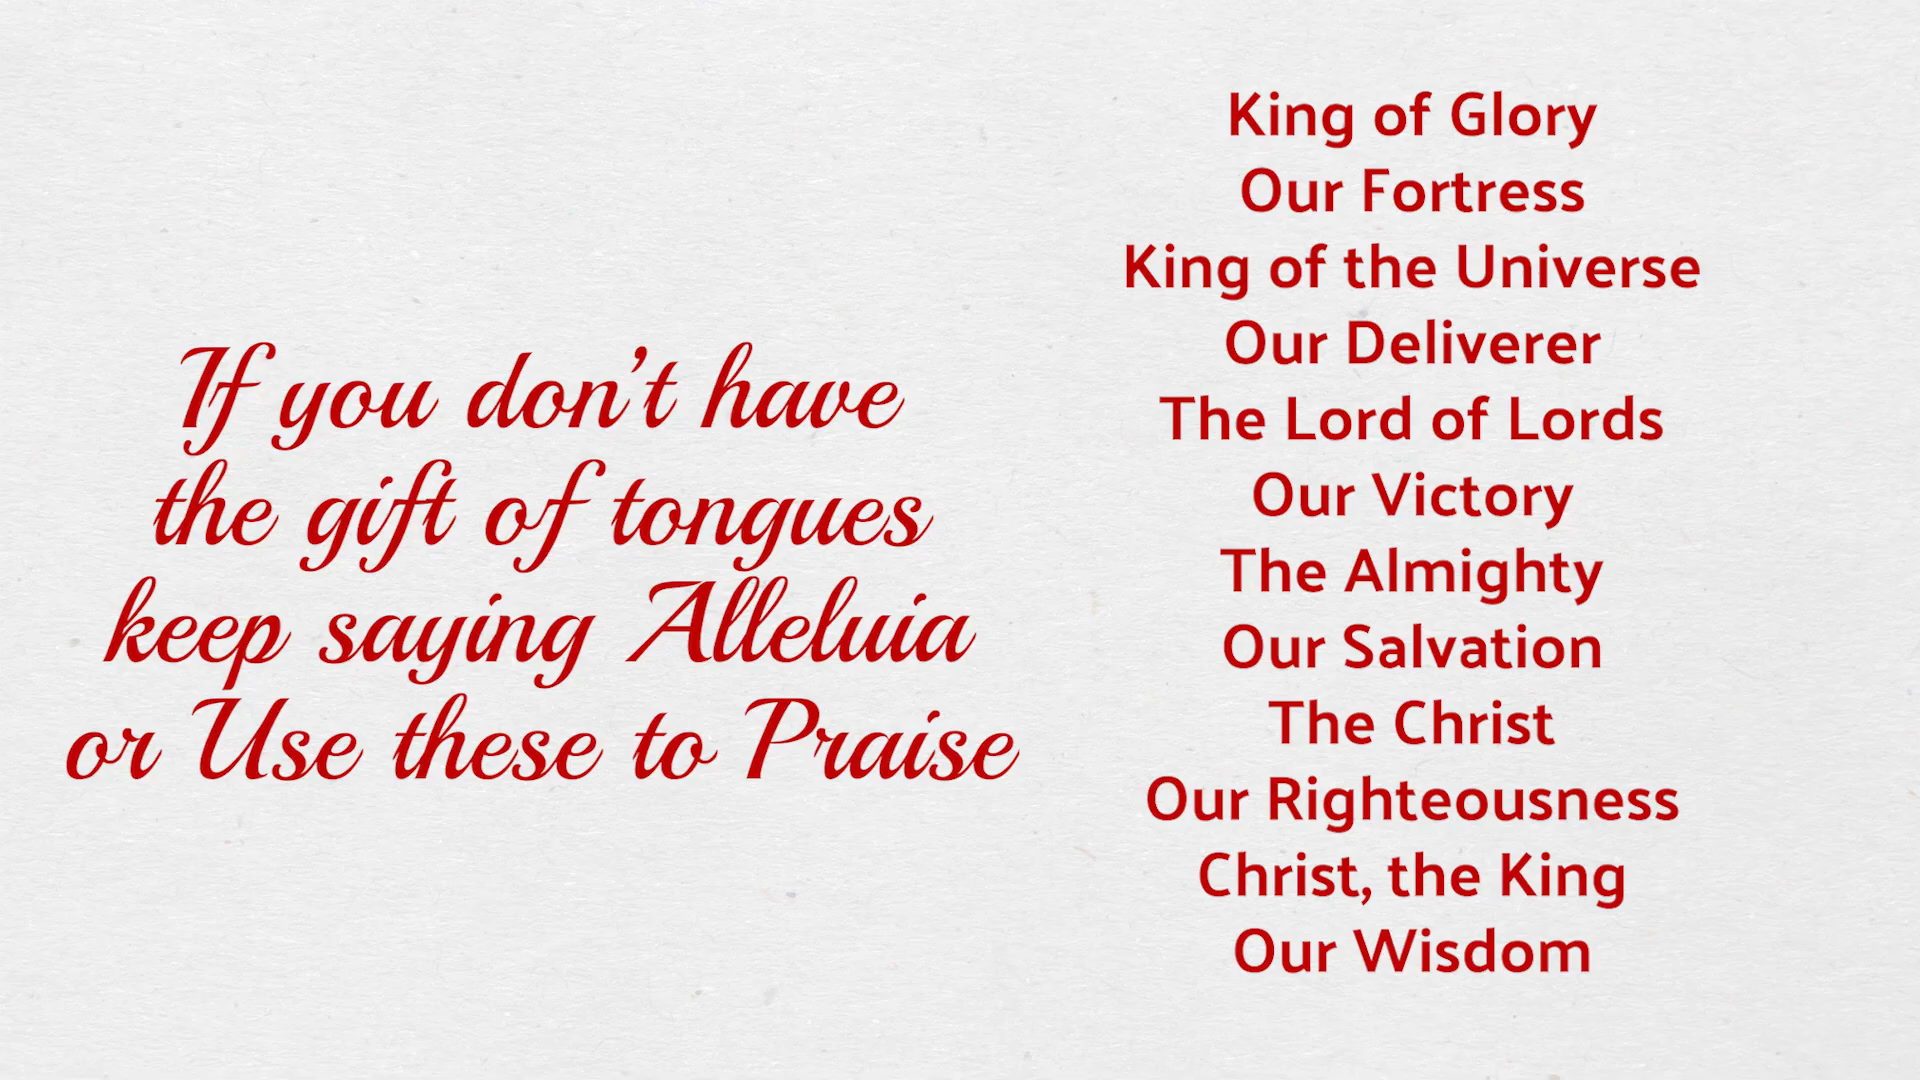 If you don't have
the gift of tongues
keep saying Alleluia
or Use these to Praise
King of Glory
Our Fortress
King of the Universe
Our Deliverer
The Lord of Lords
Our Victory
The Almighty
Our Salvation
The Christ
Our Righteousness
Christ, the King
Our Wisdom